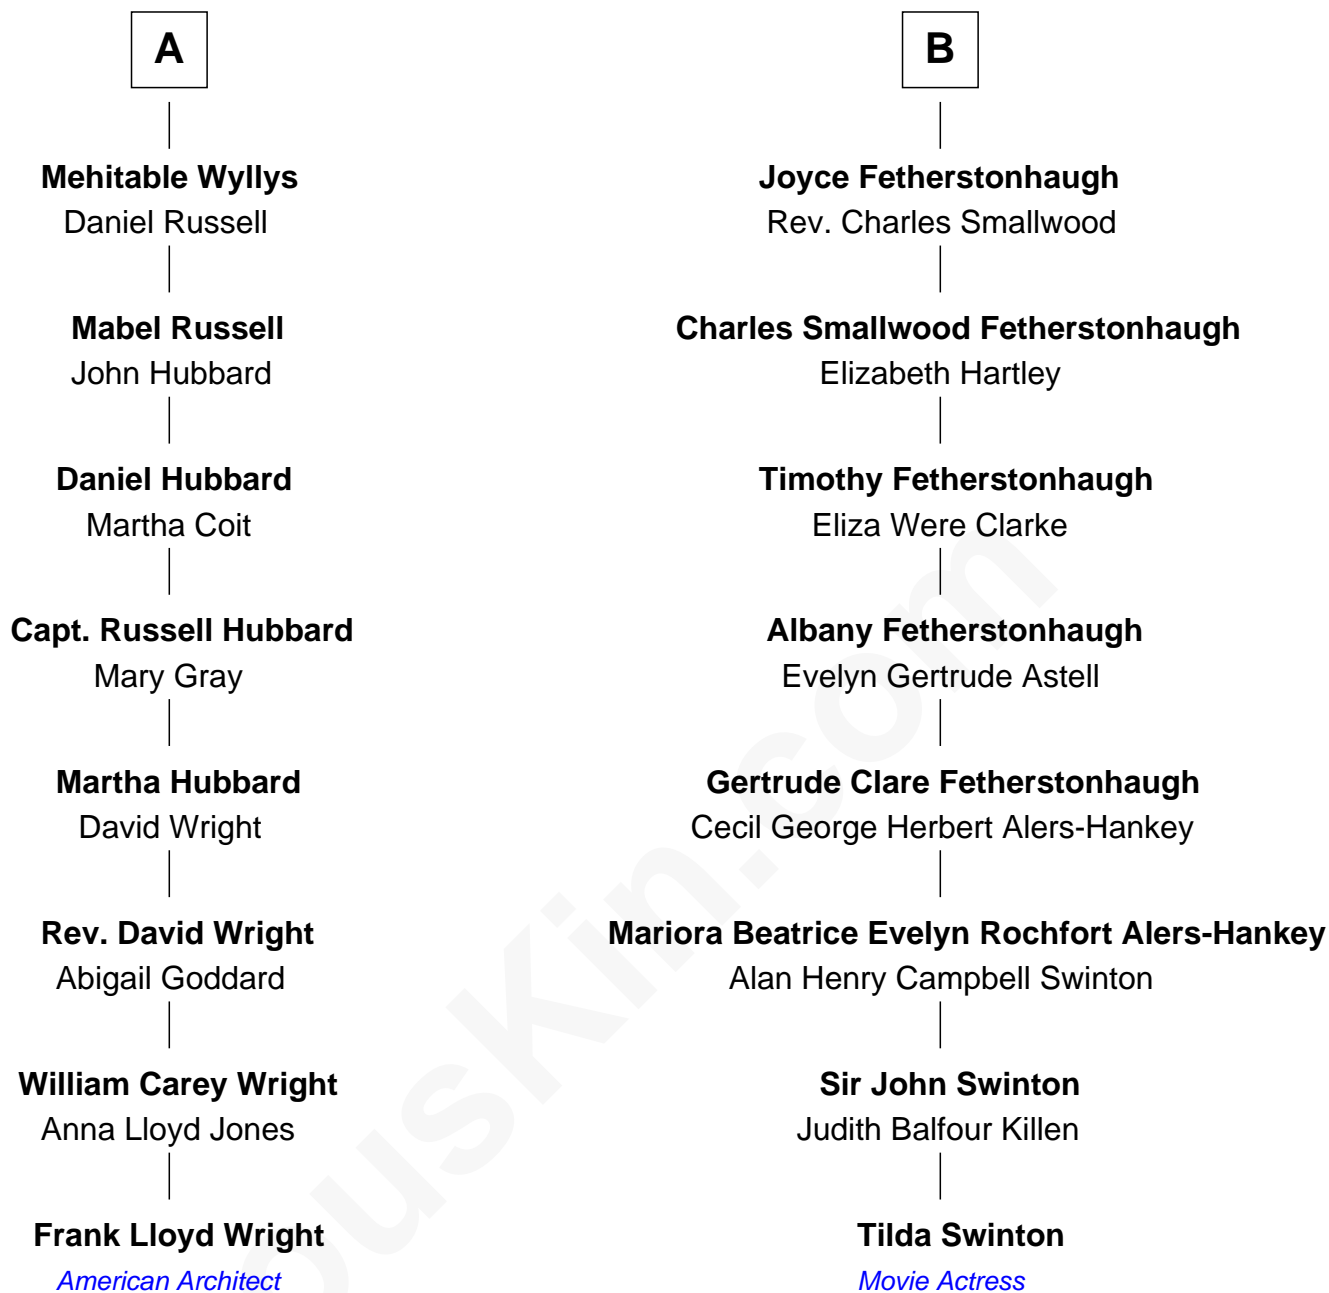 A
Mehitable Wyllys
Daniel Russell
Mabel Russell
John Hubbard
Daniel Hubbard
Martha Coit
Capt. Russell Hubbard
Mary Gray
Martha Hubbard
David Wright
Rev. David Wright
Abigail Goddard
William Carey Wright
Anna Lloyd Jones
Frank Lloyd Wright
American Architect
B
Joyce Fetherstonhaugh
Rev. Charles Smallwood
Charles Smallwood Fetherstonhaugh
Elizabeth Hartley
Timothy Fetherstonhaugh
Eliza Were Clarke
Albany Fetherstonhaugh
Evelyn Gertrude Astell
Gertrude Clare Fetherstonhaugh
Cecil George Herbert Alers-Hankey
Mariora Beatrice Evelyn Rochfort Alers-Hankey
Alan Henry Campbell Swinton
Sir John Swinton
Judith Balfour Killen
Tilda Swinton
Movie Actress
ousKin.com